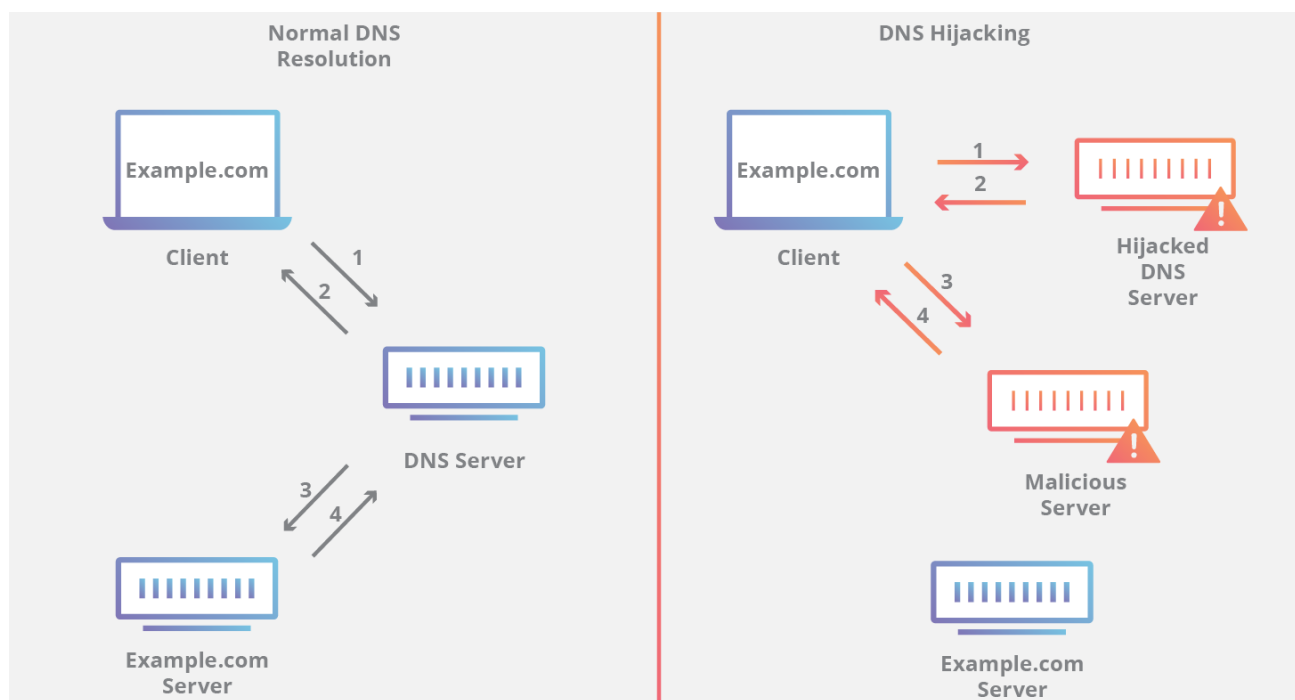 Normal DNS
Resolution
Example.com
Client
1
2
DNS Server
3
4
Example.com
Server
DNS Hijacking
Example.com
Client
1
2
Hijacked
DNS
Server
3
4
Malicious
Server
Example.com
Server